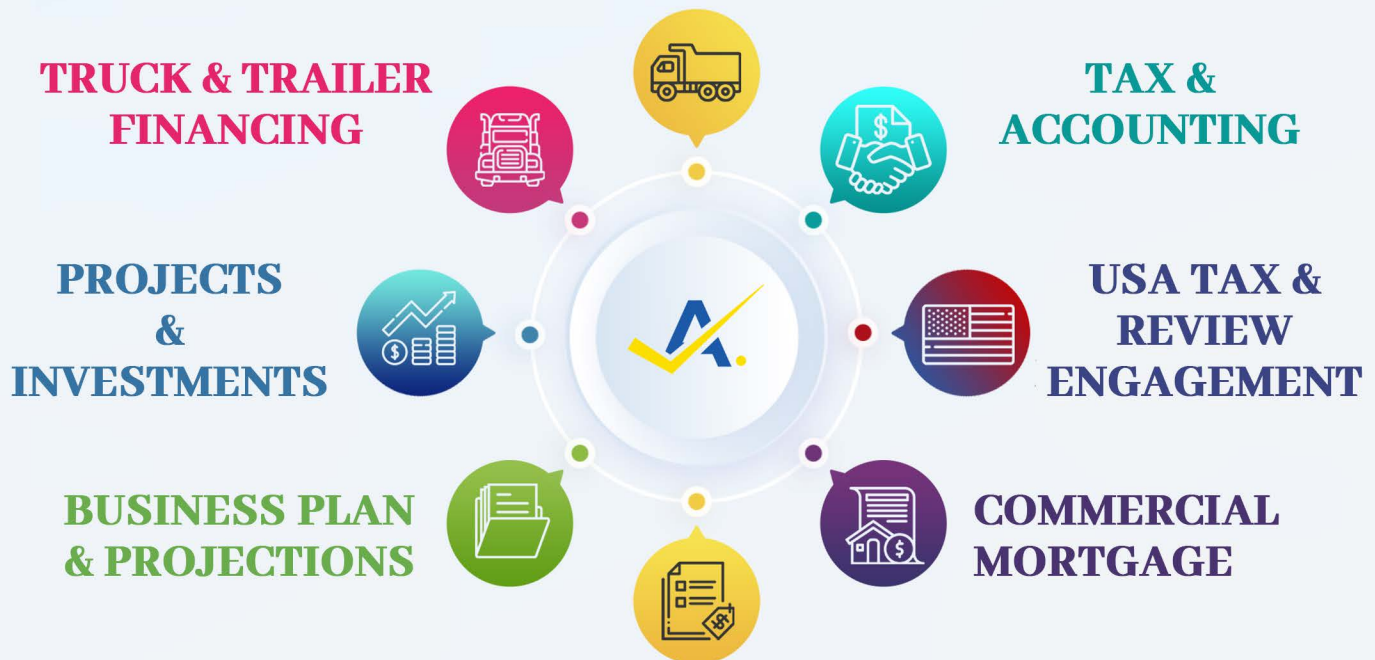 TRUCK & TRAILER
FINANCING
TAX &
ACCOUNTING
PROJECTS
&
INVESTMENTS
USA TAX &
REVIEW
ENGAGEMENT
BUSINESS PLAN
& PROJECTIONS
COMMERCIAL
MORTGAGE
A.
$
$
$
$